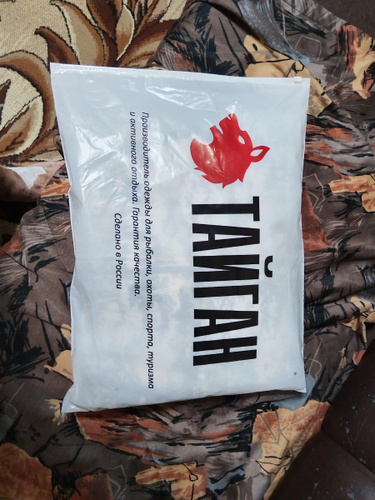 ТАЙГАН
Производитель одежды для рыбалки, охоты, спорта, туризма
и активного отдыха. Гарантия качества.
Сделано в России